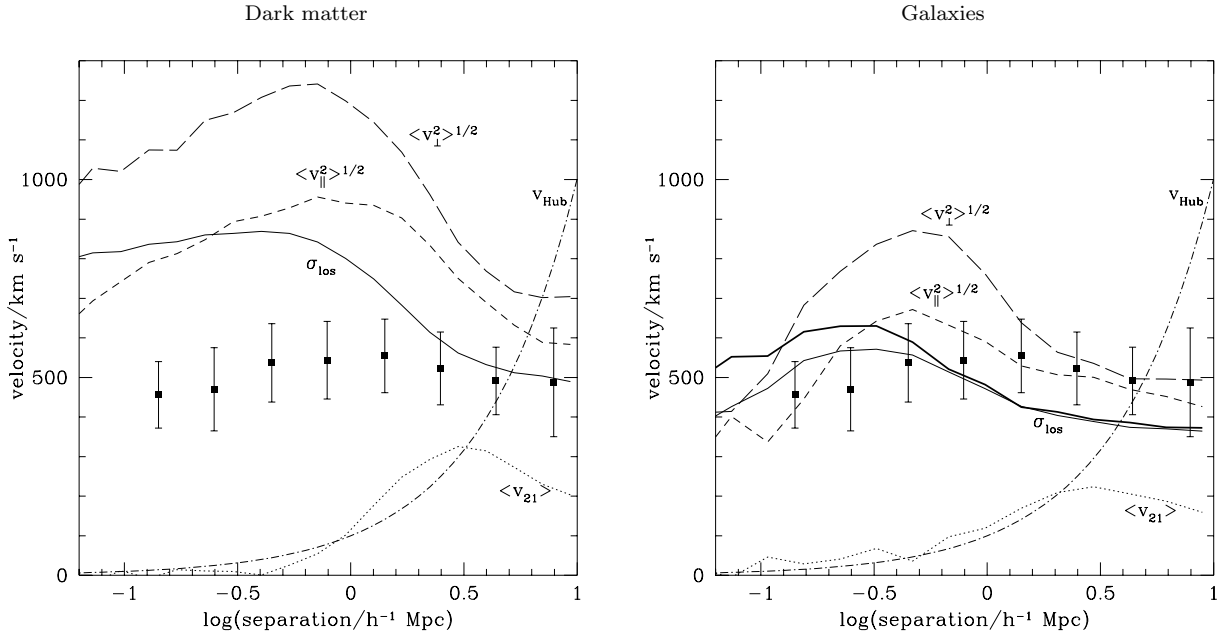 Dark matter
Galaxies
velocity/km s⁻¹
1000
500
0
<v⊥²>^1/2
<v||²>^1/2
σlos
vHub
<v21>
−1
−0.5
0
0.5
1
log(separation/h⁻¹ Mpc)
velocity/km s⁻¹
1000
500
0
<v⊥²>^1/2
<v||²>^1/2
σlos
vHub
<v21>
−1
−0.5
0
0.5
1
log(separation/h⁻¹ Mpc)